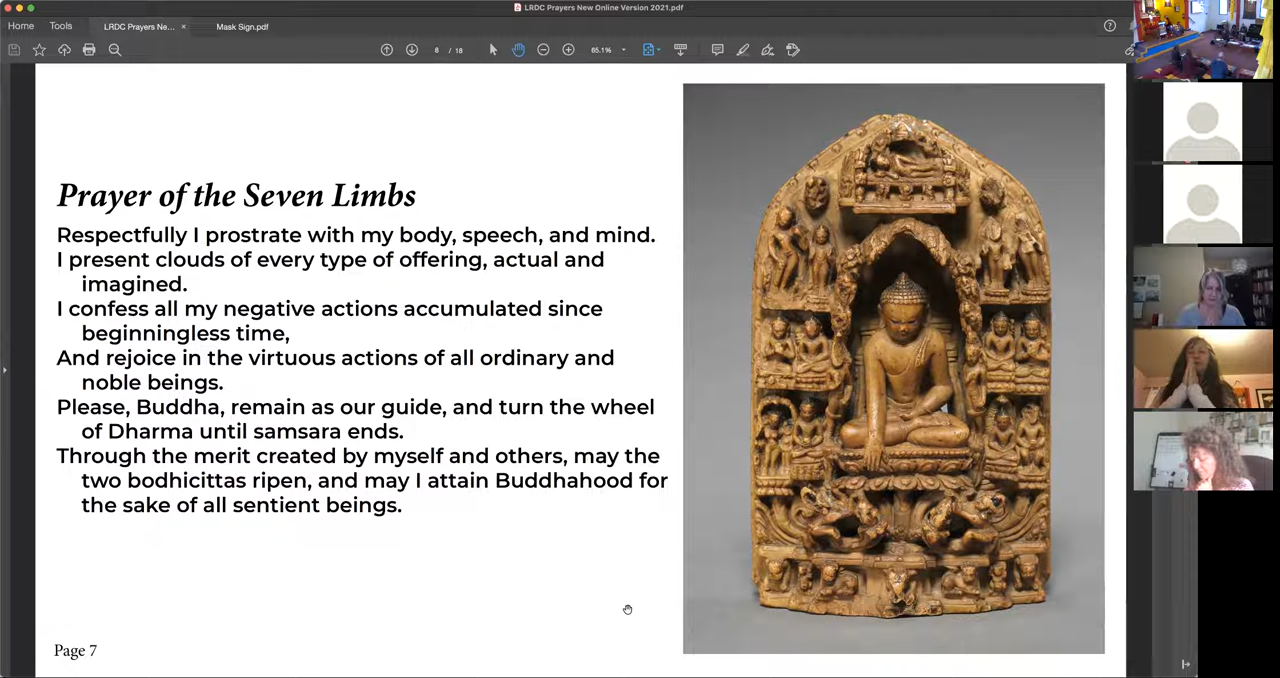 LRDC Prayers New Online Version 2021.pdf
Home Tools LRDC Prayers Ne... × Mask Sign.pdf
8 / 18 65.1%
Prayer of the Seven Limbs
Respectfully I prostrate with my body, speech, and mind.
I present clouds of every type of offering, actual and
imagined.
I confess all my negative actions accumulated since
beginningless time,
And rejoice in the virtuous actions of all ordinary and
noble beings.
Please, Buddha, remain as our guide, and turn the wheel
of Dharma until samsara ends.
Through the merit created by myself and others, may the
two bodhicittas ripen, and may I attain Buddhahood for
the sake of all sentient beings.
Page 7